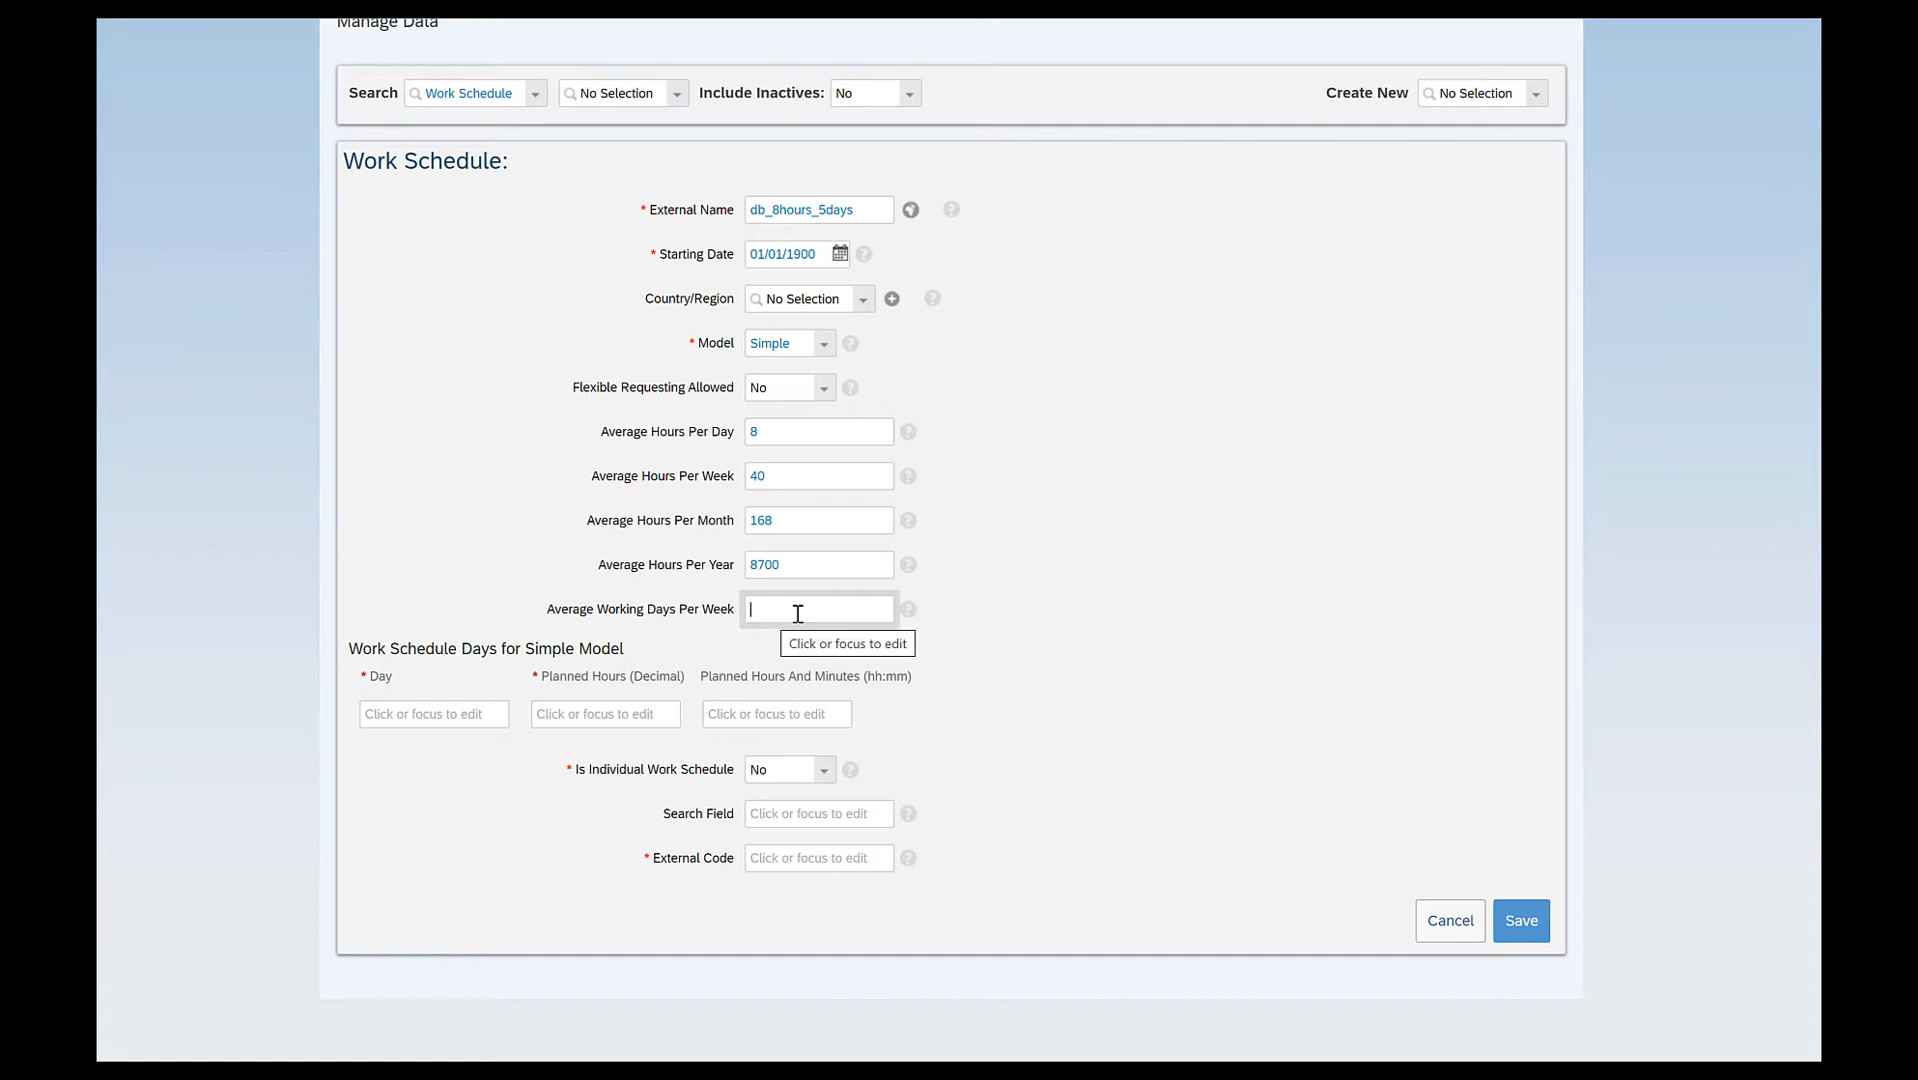 Manage Data
Search Work Schedule No Selection Include Inactives: No Create New No Selection
Work Schedule:
* External Name db_8hours_5days
* Starting Date 01/01/1900
Country/Region No Selection
* Model Simple
Flexible Requesting Allowed No
Average Hours Per Day 8
Average Hours Per Week 40
Average Hours Per Month 168
Average Hours Per Year 8700
Average Working Days Per Week
Click or focus to edit
Work Schedule Days for Simple Model
* Day * Planned Hours (Decimal) Planned Hours And Minutes (hh:mm)
Click or focus to edit Click or focus to edit Click or focus to edit
* Is Individual Work Schedule No
Search Field Click or focus to edit
* External Code Click or focus to edit
Cancel Save